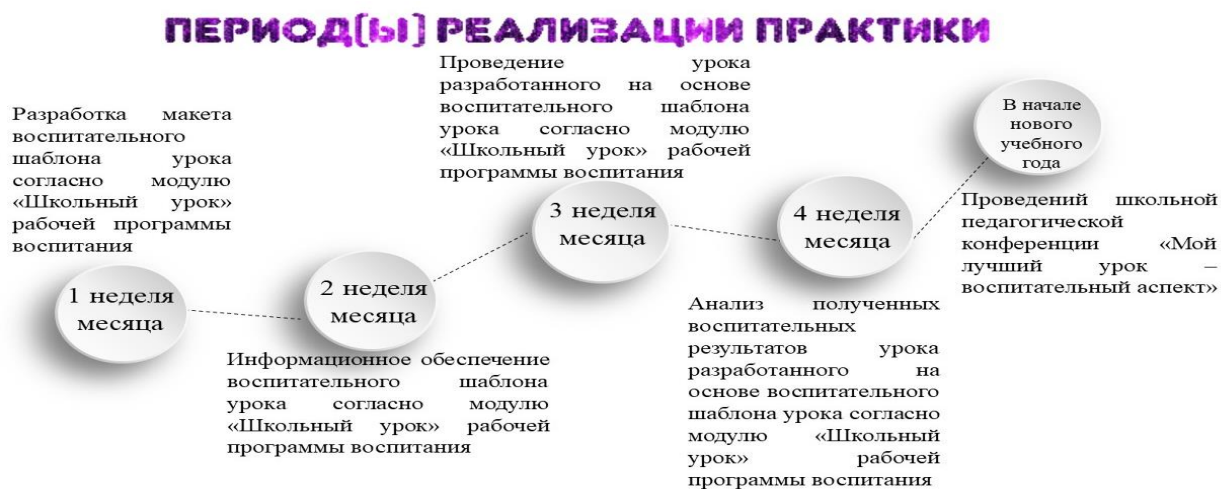 ПЕРИОД(Ы) РЕАЛИЗАЦИИ ПРАКТИКИ
Разработка макета
воспитательного
шаблона урока
согласно модулю
«Школьный урок»
рабочей программы
воспитания
1 неделя
месяца
2 неделя
месяца
Информационное обеспечение
воспитательного шаблона
урока согласно модулю
«Школьный урок» рабочей
программы воспитания
Проведение урока
разработанного на основе
воспитательного шаблона
урока согласно модулю
«Школьный урок» рабочей
программы воспитания
3 неделя
месяца
4 неделя
месяца
Анализ полученных
воспитательных
результатов урока
разработанного на
основе воспитательного
шаблона урока согласно
модулю «Школьный
урок» рабочей
программы воспитания
В начале
нового
учебного
года
Проведений школьной
педагогической
конференции «Мой
лучший урок –
воспитательный аспект»